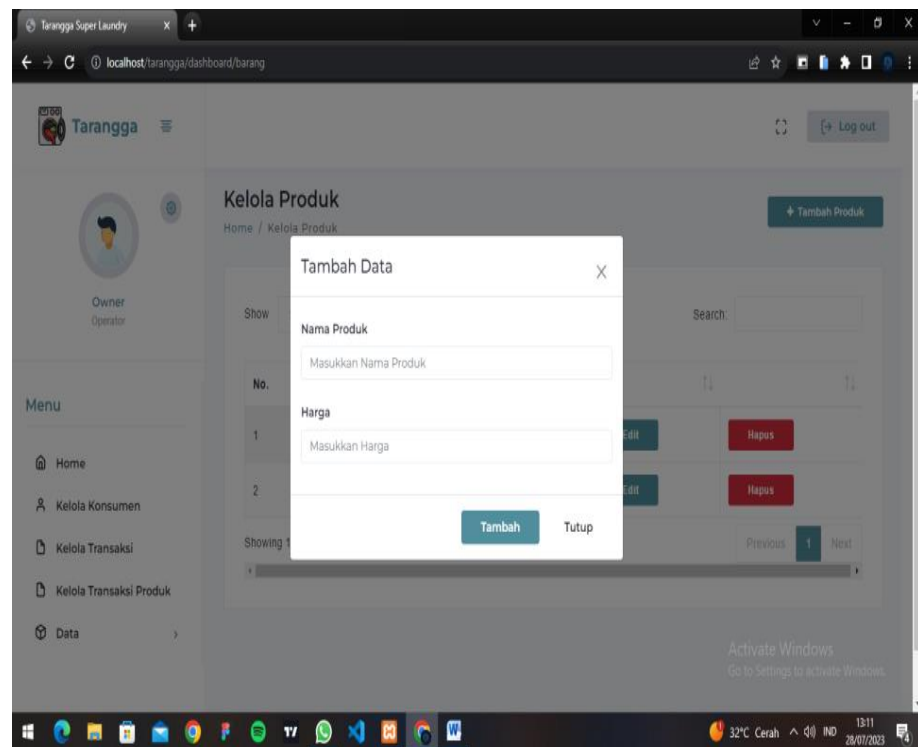 Tarangga Super Laundry
localhost/tarangga/dashboard/barang
Tarangga
Log out
Owner
Operator
Menu
Home
Kelola Konsumen
Kelola Transaksi
Kelola Transaksi Produk
Data
Kelola Produk
Home / Kelola Produk
+ Tambah Produk
Show
Search:
No.
1 Edit Hapus
2 Edit Hapus
Showing 1
Previous 1 Next
Tambah Data
X
Nama Produk
Masukkan Nama Produk
Harga
Masukkan Harga
Tambah Tutup
Activate Windows
Go to Settings to activate Windows.
32°C Cerah IND 13:11
28/07/2023